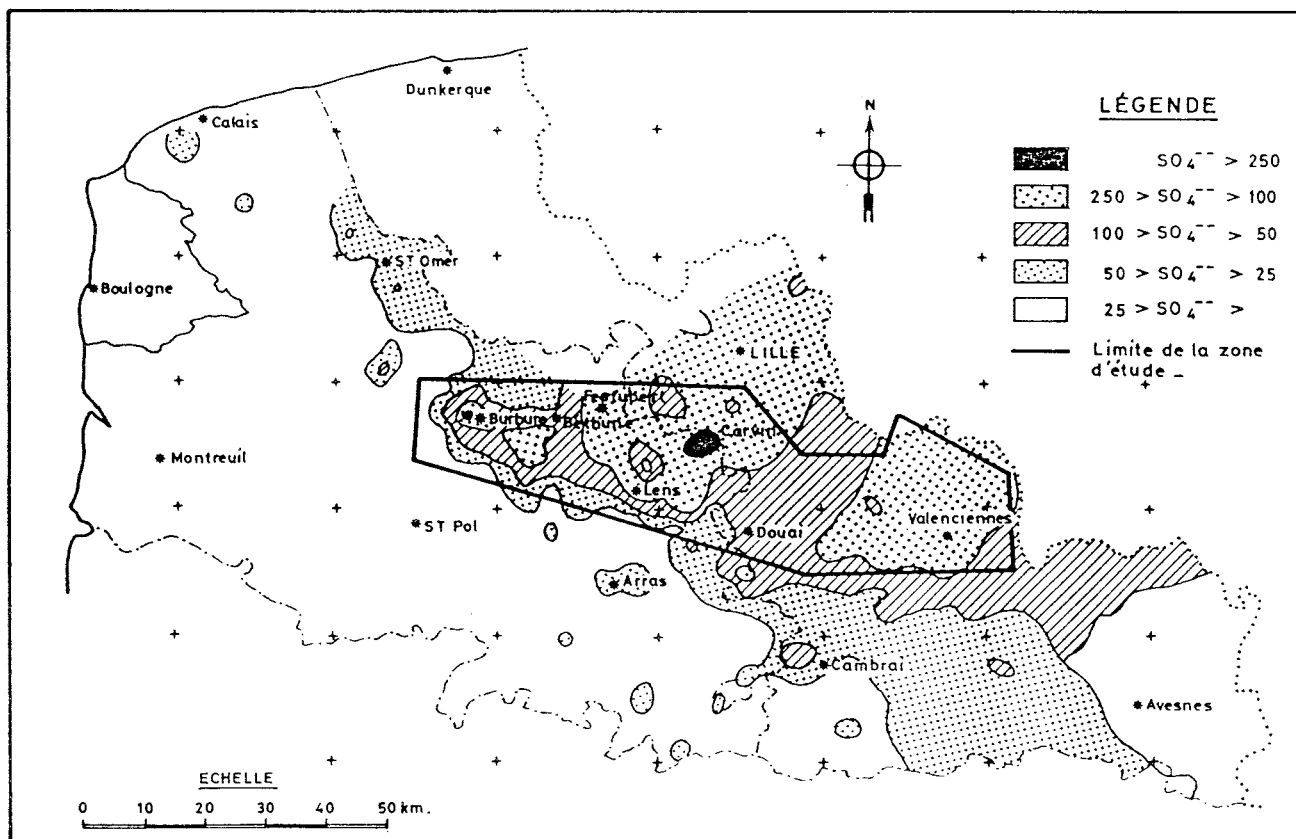 Dunkerque
Calais
N
LÉGENDE
SO4-- > 250
250 > SO4-- > 100
100 > SO4-- > 50
50 > SO4-- > 25
25 > SO4-- >
Limite de la zone
d'étude _
ST Omer
Boulogne
LILLE
Burbure
Carvin
Montreuil
Lens
ST Pol
Douai
Valenciennes
Arras
Cambrai
Avesnes
ECHELLE
0 10 20 30 40 50 km.